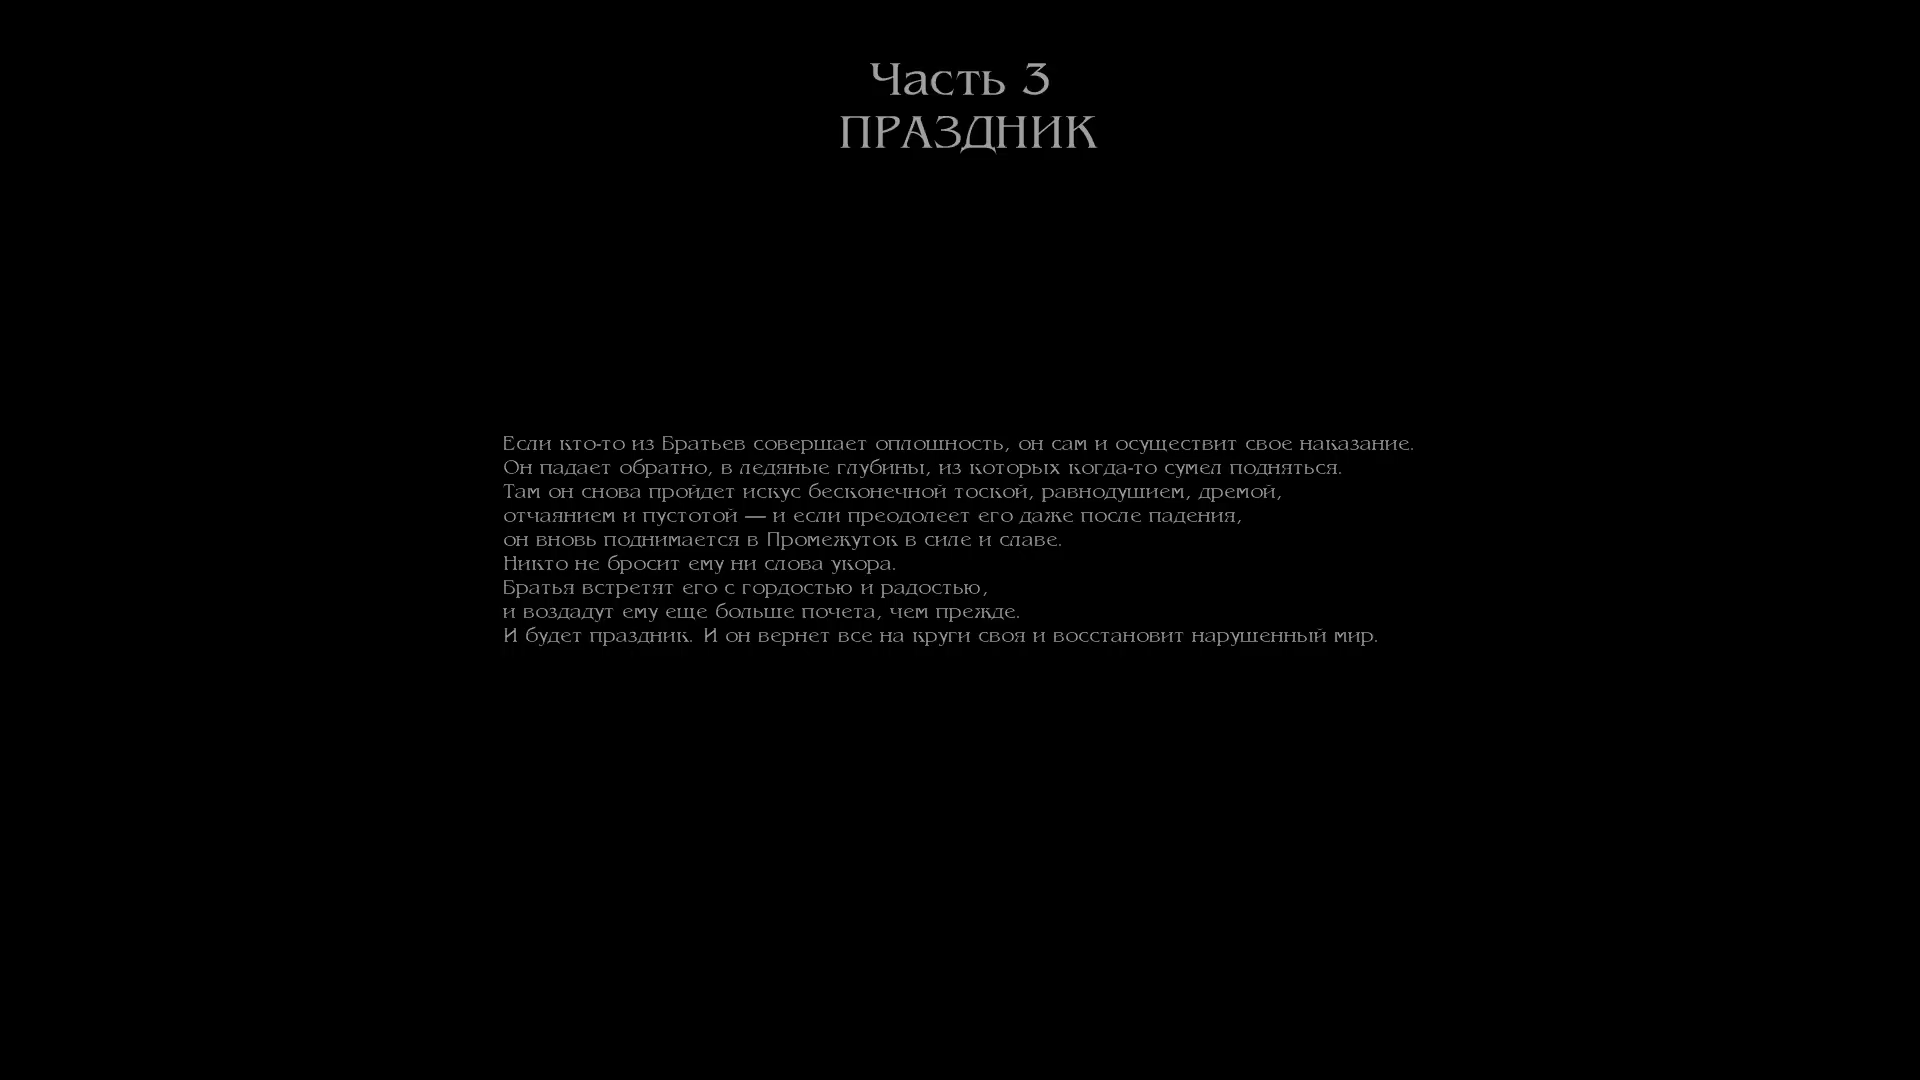 Часть 3
ПРАЗДНИК
Если кто-то из Братьев совершает оплошность, он сам и осуществит свое наказание.
Он падает обратно, в ледяные глубины, из которых когда-то сумел подняться.
Там он снова пройдет искус бесконечной тоской, равнодушием, дремой,
отчаянием и пустотой — и если преодолеет его даже после падения,
он вновь поднимается в Промежуток в силе и славе.
Никто не бросит ему ни слова укора.
Братья встретят его с гордостью и радостью,
и воздадут ему еще больше почета, чем прежде.
И будет праздник. И он вернет все на круги своя и восстановит нарушенный мир.